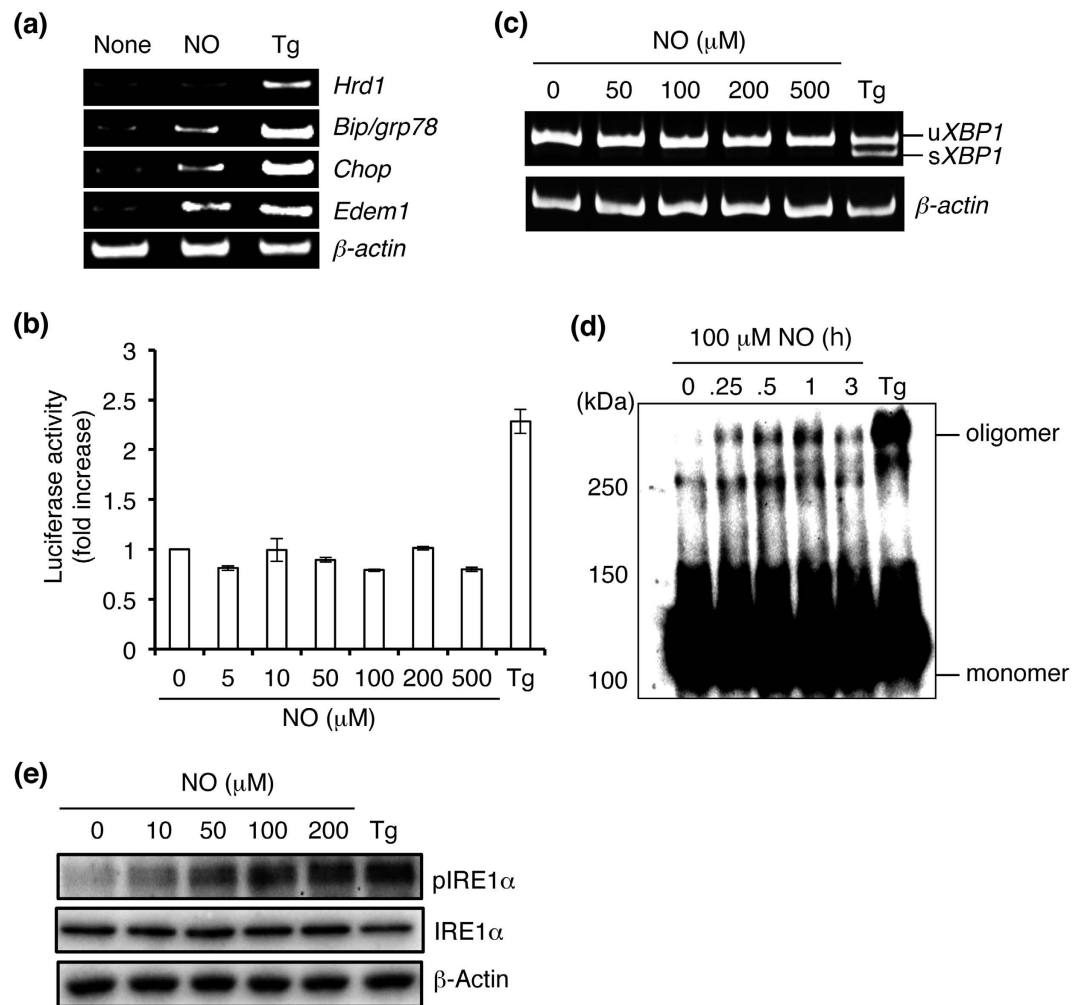 (a)
None NO Tg
Hrd1
Bip/grp78
Chop
Edem1
β-actin
(b)
Luciferase activity
(fold increase)
3
2.5
2
1.5
1
0.5
0
0 5 10 50 100 200 500 Tg
NO (μM)
(c)
NO (μM)
0 50 100 200 500 Tg
uXBP1
sXBP1
β-actin
(d)
100 μM NO (h)
(kDa) 0 .25 .5 1 3 Tg
oligomer
250
150
100
monomer
(e)
NO (μM)
0 10 50 100 200 Tg
pIRE1α
IRE1α
β-Actin